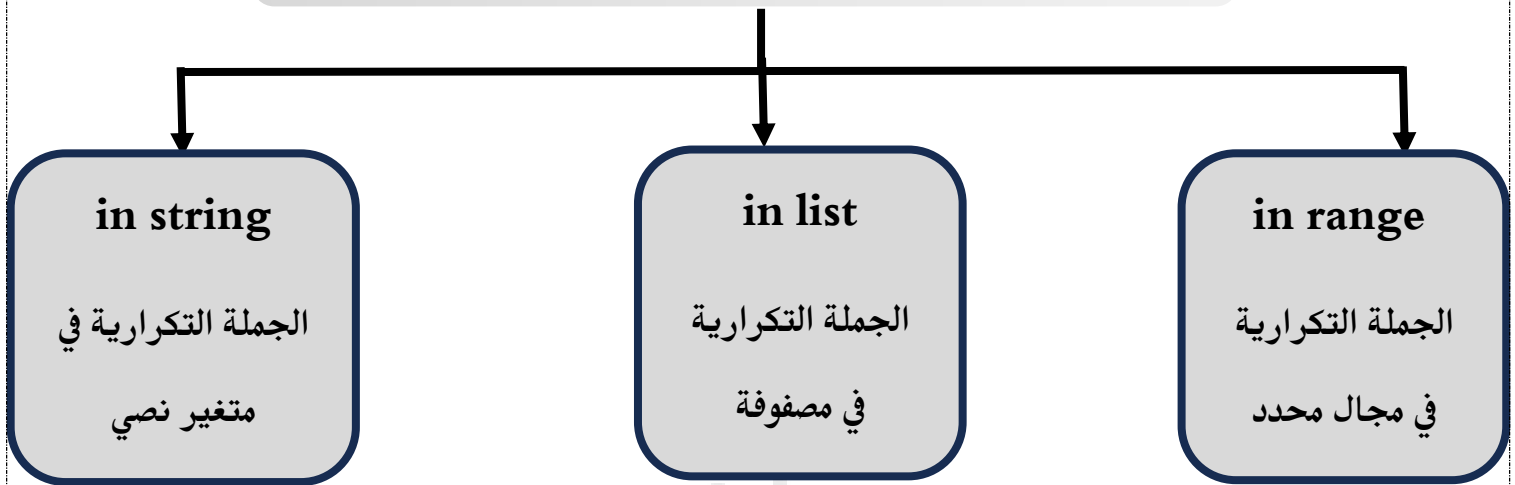 in range
الجملة التكرارية
في مجال محدد
in list
الجملة التكرارية
في مصفوفة
in string
الجملة التكرارية في
متغير نصي